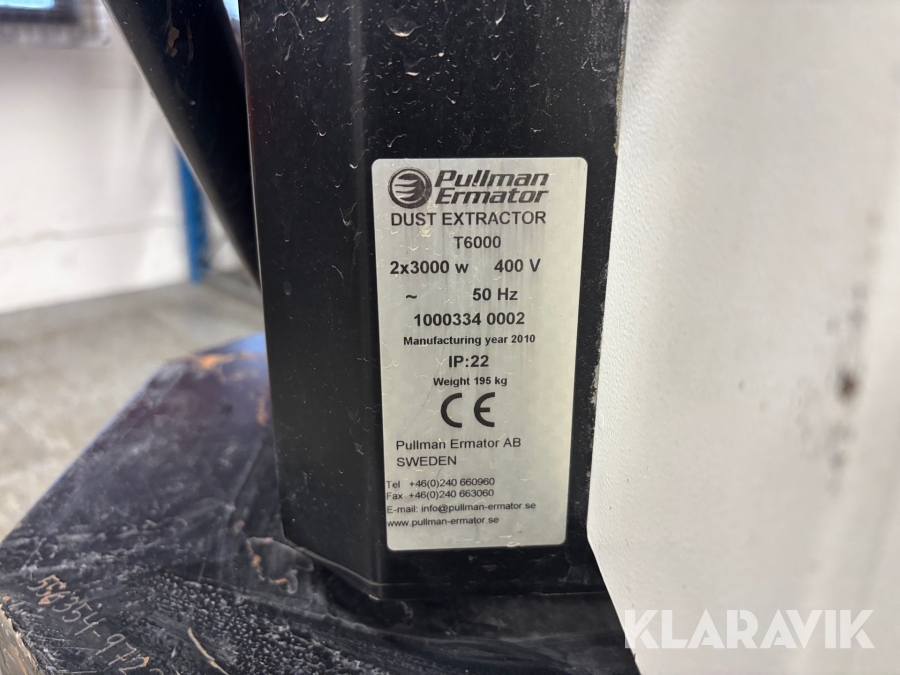 Pullman
Ermator
DUST EXTRACTOR
T6000
2x3000 w 400 V
~ 50 Hz
1000334 0002
Manufacturing year 2010
IP:22
Weight 195 kg
CE
Pullman Ermator AB
SWEDEN
Tel +46(0)240 660960
Fax +46(0)240 663060
E-mail: info@pullman-ermator.se
www.pullman-ermator.se
KLARAVIK